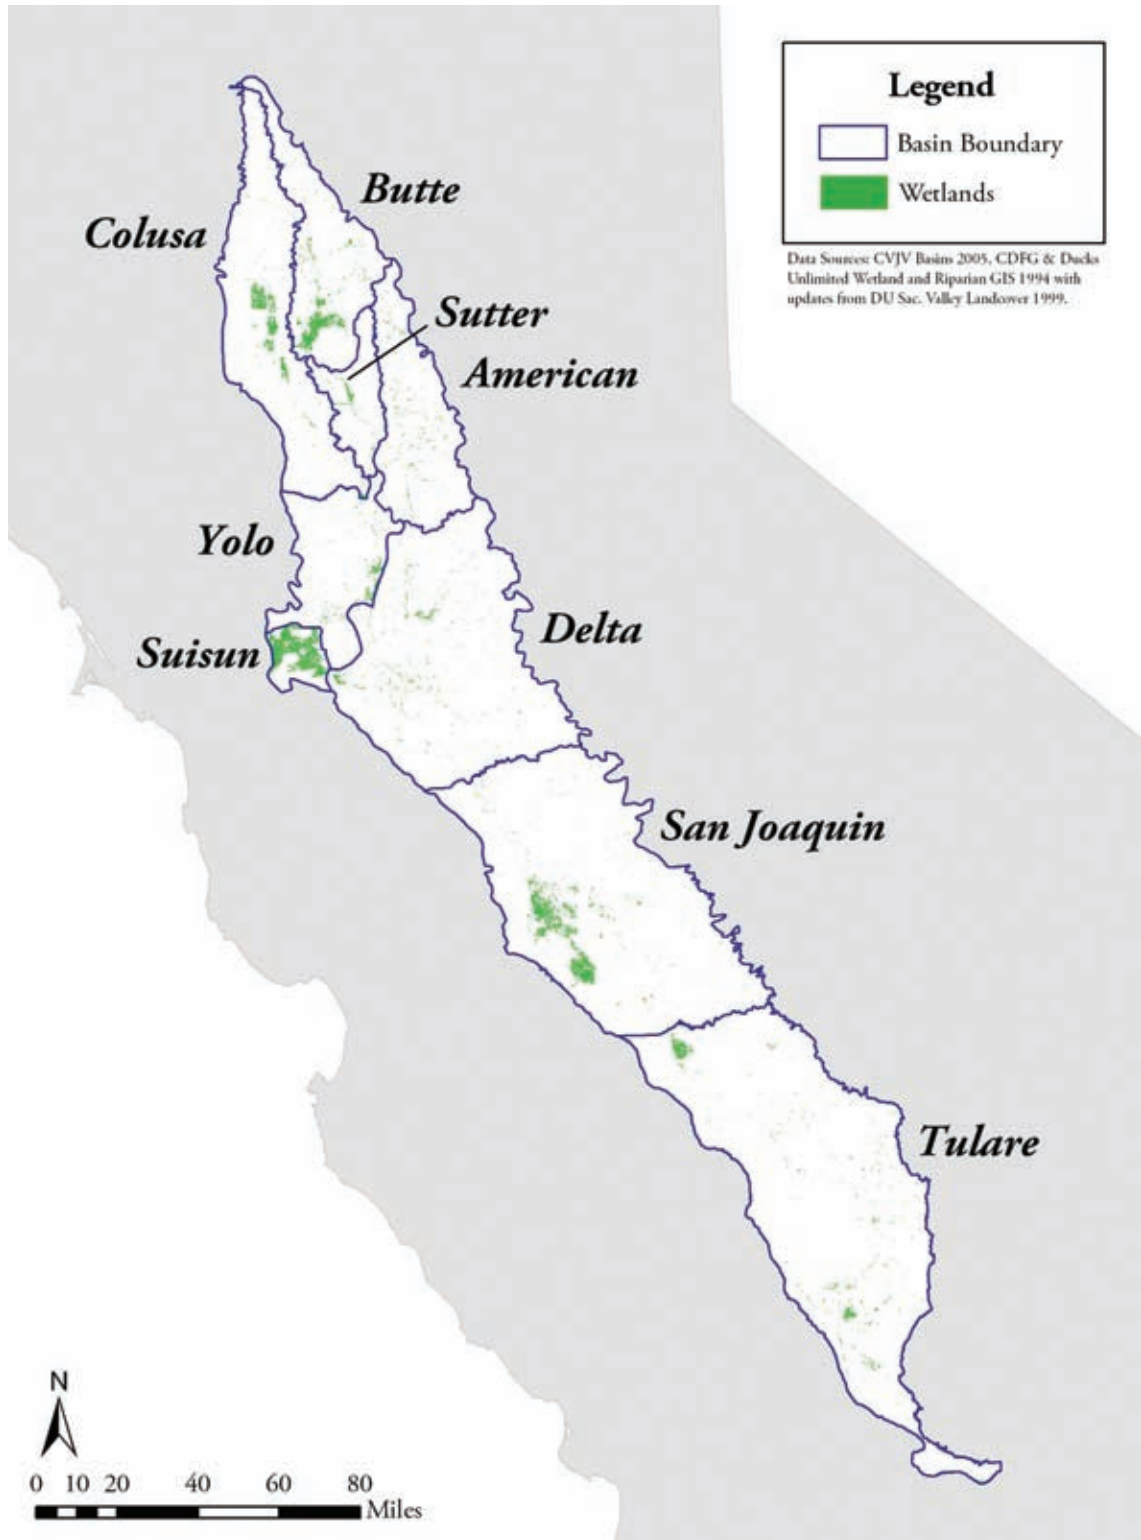 Legend
Basin Boundary
Wetlands
Data Sources: CVJV Basins 2005, CDFG & Ducks
Unlimited Wetland and Riparian GIS 1994 with
updates from DU Sac. Valley Landcover 1999.
Butte
Colusa
Sutter
American
Yolo
Delta
Suisun
San Joaquin
Tulare
N
0 10 20 40 60 80
Miles